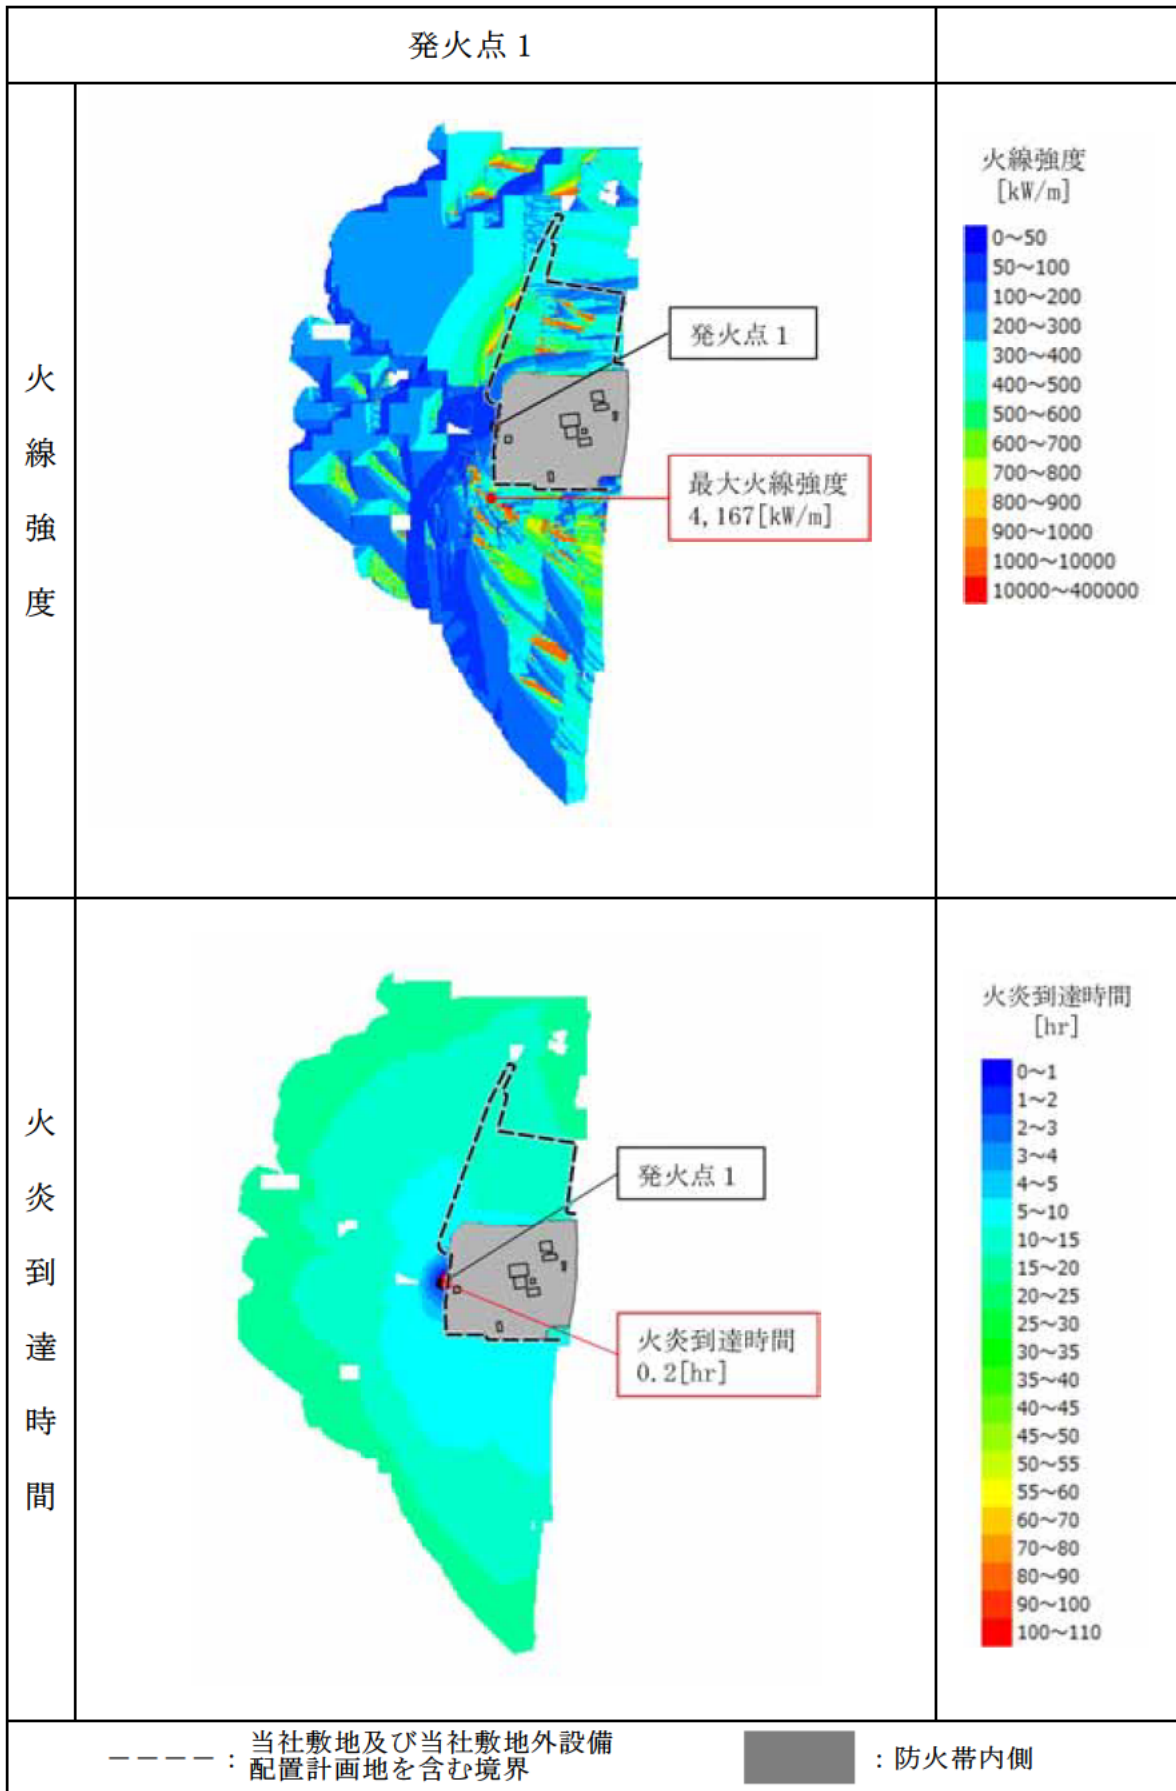 発火点 1
火線強度
火線強度
[kW/m]
0～50
50～100
100～200
200～300
300～400
400～500
500～600
600～700
700～800
800～900
900～1000
1000～10000
10000～400000
発火点 1
最大火線強度
4,167[kW/m]
火炎到達時間
火炎到達時間
[hr]
0～1
1～2
2～3
3～4
4～5
5～10
10～15
15～20
20～25
25～30
30～35
35～40
40～45
45～50
50～55
55～60
60～70
70～80
80～90
90～100
100～110
発火点 1
火炎到達時間
0.2[hr]
：当社敷地及び当社敷地外設備
配置計画地を含む境界
：防火帯内側